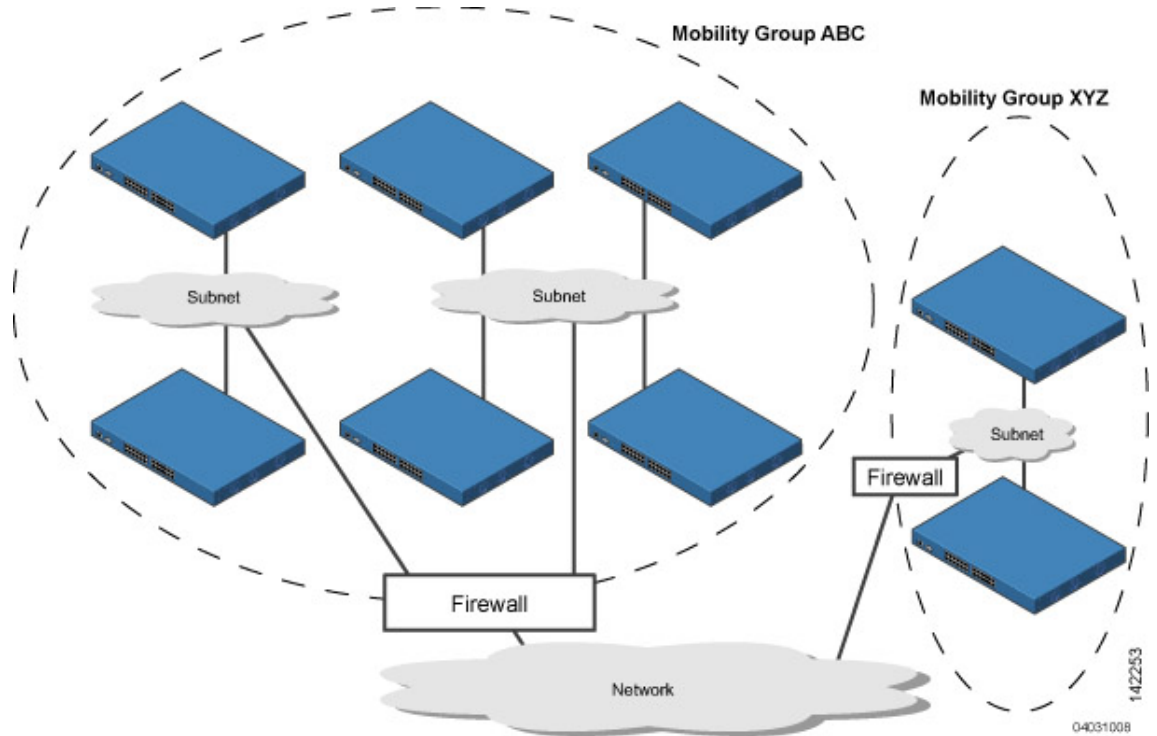 Mobility Group ABC
Mobility Group XYZ
Subnet
Subnet
Subnet
Firewall
Firewall
Network
142253
04031008